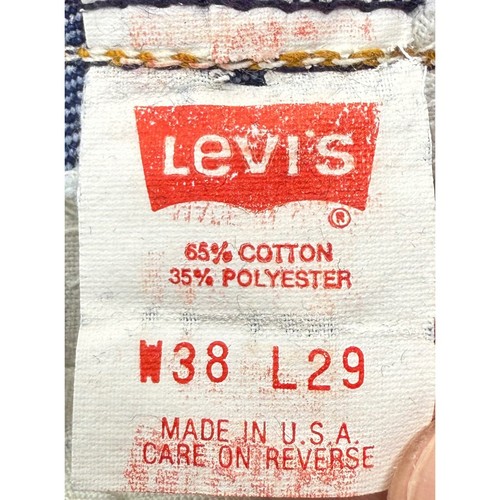 Levi's
®
65% COTTON
35% POLYESTER
W38 L29
MADE IN U.S.A.
CARE ON REVERSE